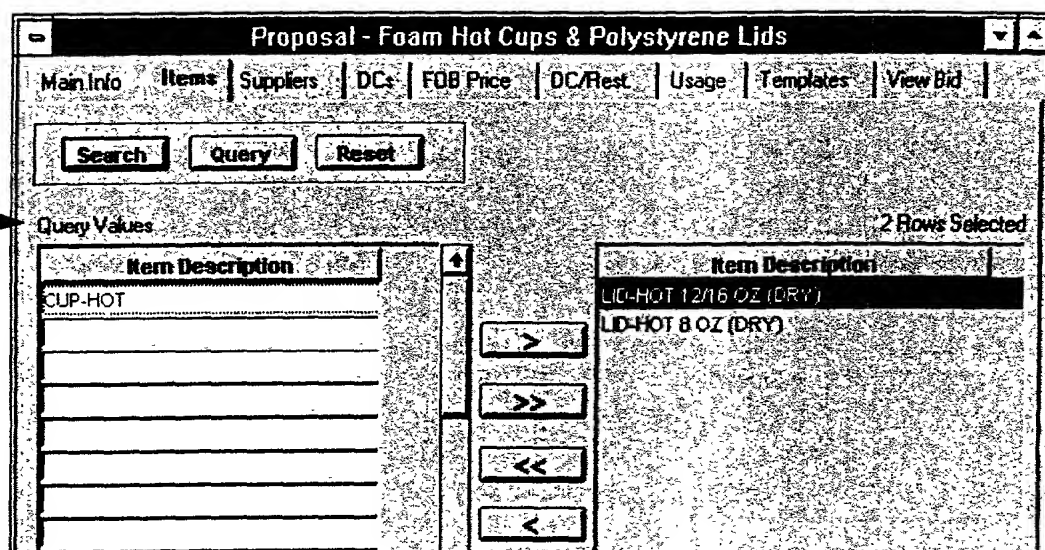 Proposal - Foam Hot Cups & Polystyrene Lids
Main Info Items Suppliers DCs FOB Price DC/Rest. Usage Templates View Bid
Search Query Reset
Query Values
2 Rows Selected
Item Description
Item Description
CUP-HOT
LID-HOT 12/16 OZ (DRY)
LID-HOT 8 OZ (DRY)
>
>>
<<
<